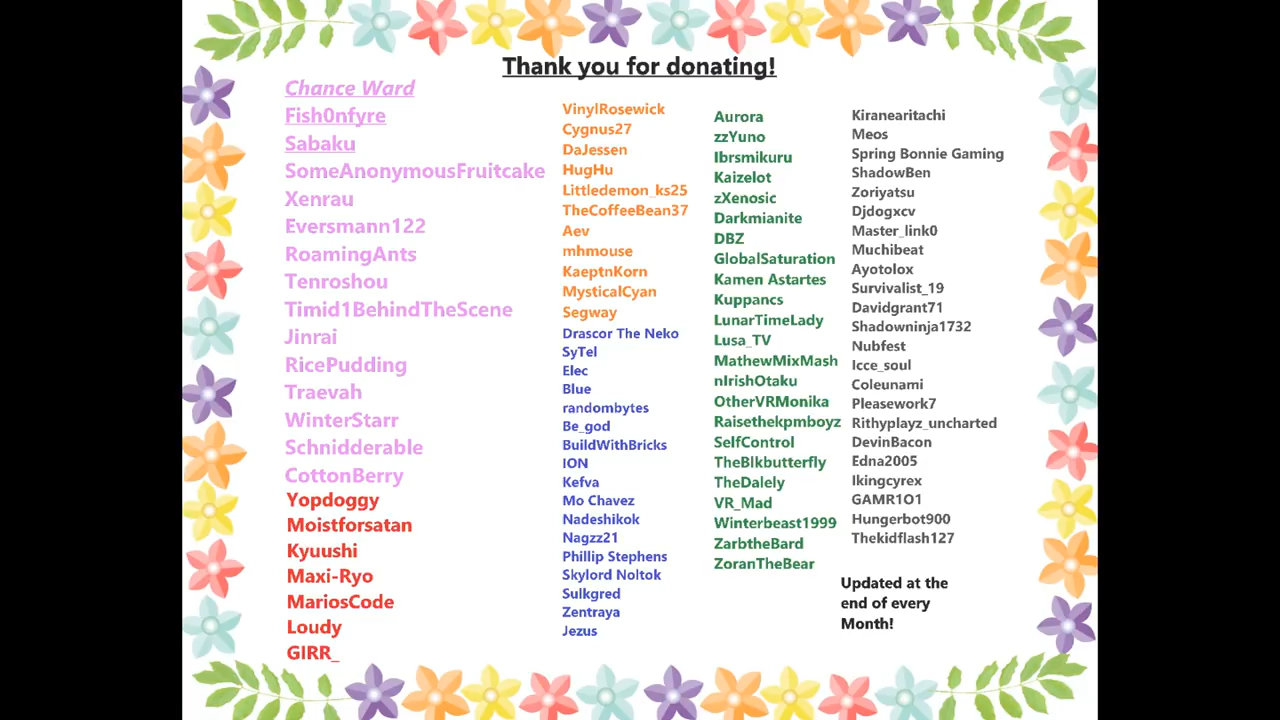 Thank you for donating!
Chance Ward
Fish0nfyre
Sabaku
SomeAnonymousFruitcake
Xenrau
Eversmann122
RoamingAnts
Tenroshou
Timid1BehindTheScene
Jinrai
RicePudding
Traevah
WinterStarr
Schnidderable
CottonBerry
Yopdoggy
Moistforsatan
Kyuushi
Maxi-Ryo
MariosCode
Loudy
GIRR_
VinylRosewick
Cygnus27
DaJessen
HugHu
Littledemon_ks25
TheCoffeeBean37
Aev
mhmouse
KaeptnKorn
MysticalCyan
Segway
Drascor The Neko
SyTel
Elec
Blue
randombytes
Be_god
BuildWithBricks
ION
Kefva
Mo Chavez
Nadeshikok
Nagzz21
Phillip Stephens
Skylord Noltok
Sulkgred
Zentraya
Jezus
Aurora
zzYuno
Ibrsmikuru
Kaizelot
zXenosic
Darkmianite
DBZ
GlobalSaturation
Kamen Astartes
Kuppancs
LunarTimeLady
Lusa_TV
MathewMixMash
nIrishOtaku
OtherVRMonika
Raisethekpmboyz
SelfControl
TheBlkbutterfly
TheDalely
VR_Mad
Winterbeast1999
ZarbtheBard
ZoranTheBear
Kiranearitachi
Meos
Spring Bonnie Gaming
ShadowBen
Zoriyatsu
Djdogxcv
Master_link0
Muchibeat
Ayotolox
Survivalist_19
Davidgrant71
Shadowninja1732
Nubfest
Icce_soul
Coleunami
Pleasework7
Rithyplayz_uncharted
DevinBacon
Edna2005
Ikingcyrex
GAMR1O1
Hungerbot900
Thekidflash127
Updated at the
end of every
Month!